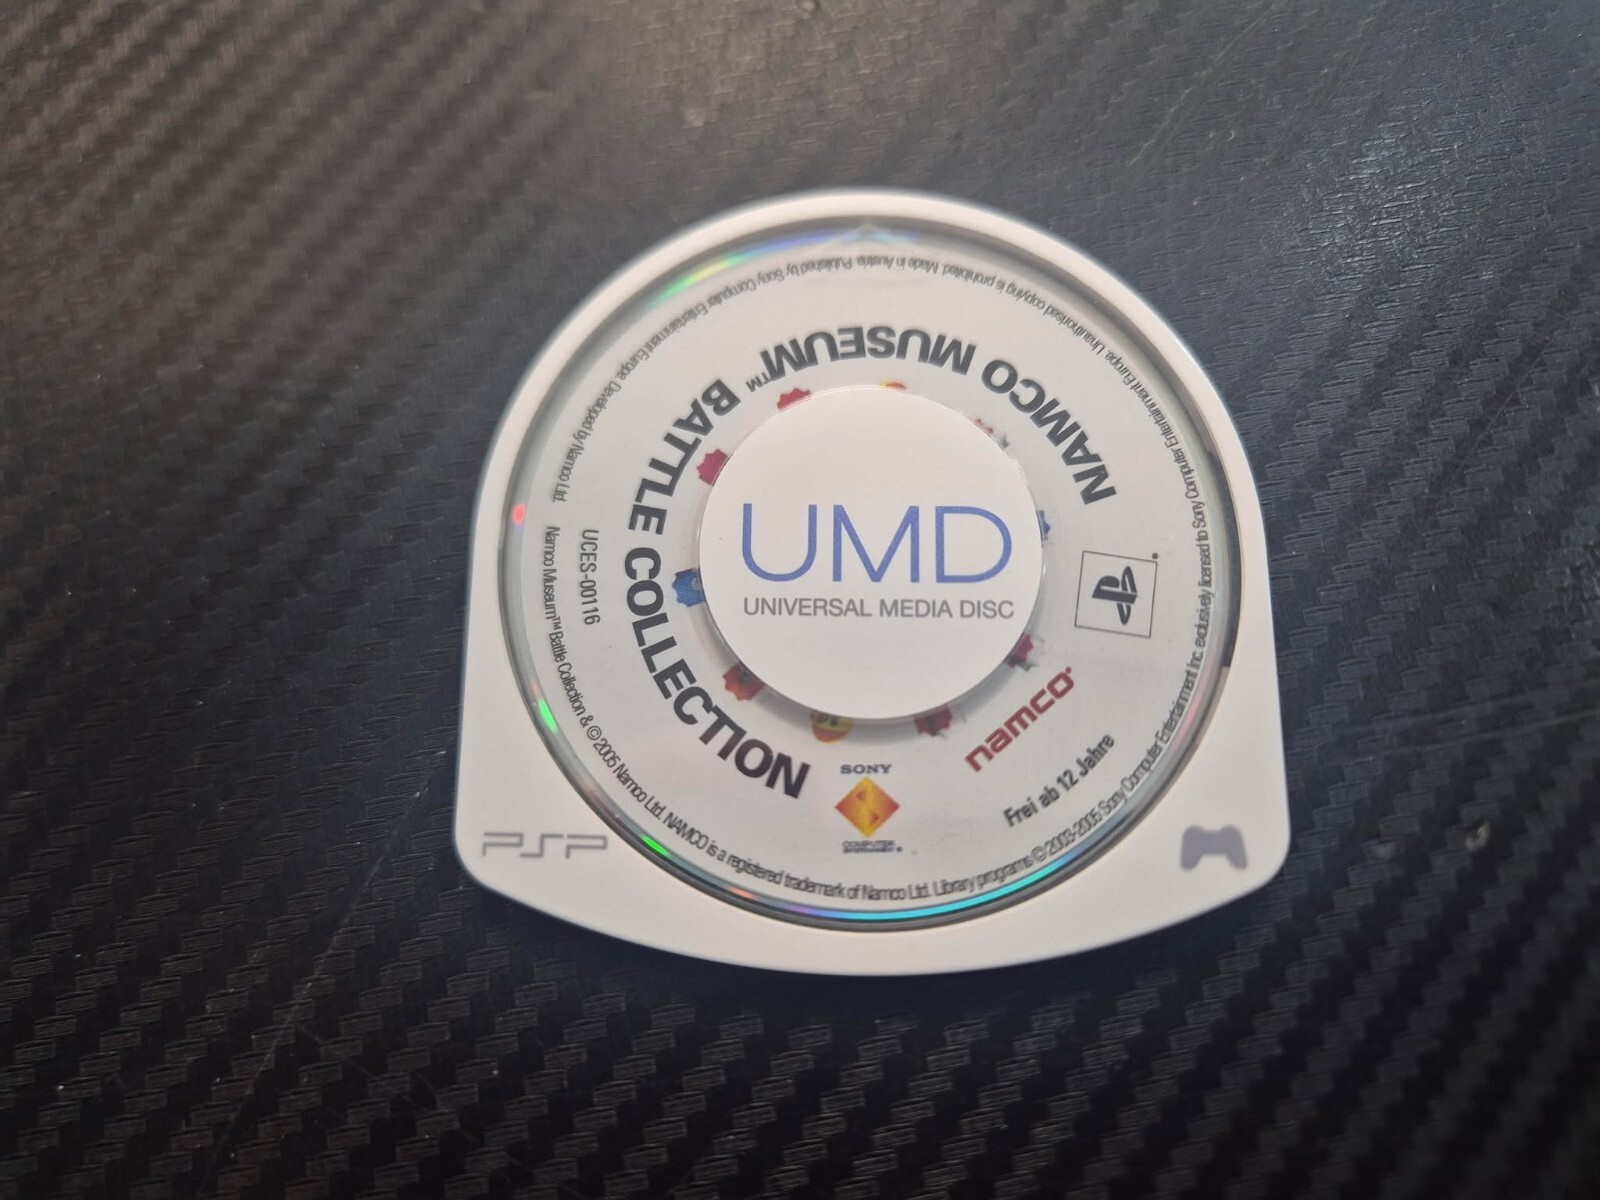 NAMCO MUSEUM™ BATTLE COLLECTION
UMD
UNIVERSAL MEDIA DISC
UCES-00116
namco
Frei ab 12 Jahre
SONY
COMPUTER
ENTERTAINMENT
PSP
Namco Museum™ Battle Collection & © 2005 Namco Ltd. NAMCO is a registered trademark of Namco Ltd. Library programs © 2003-2005 Sony Computer Entertainment Inc. exclusively licensed to Sony Computer Entertainment Europe. Unauthorised copying is prohibited. Made in Austria. Published by Sony Computer Entertainment Europe. Developed by Namco Ltd.